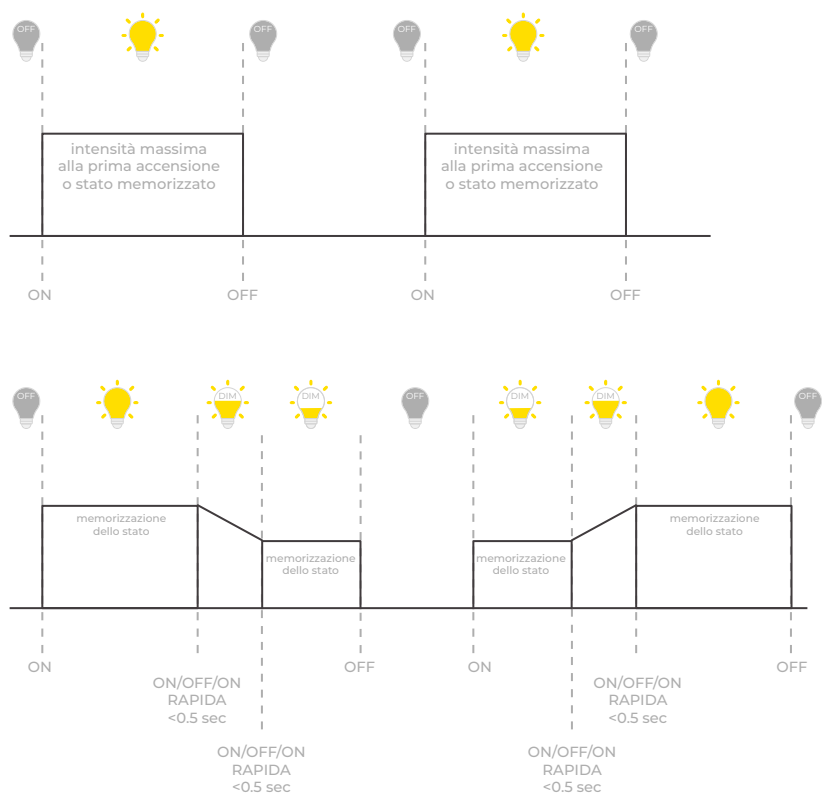 OFF
OFF
OFF
OFF
intensità massima
alla prima accensione
o stato memorizzato
intensità massima
alla prima accensione
o stato memorizzato
ON
OFF
ON
OFF
OFF
DIM
DIM
OFF
DIM
DIM
OFF
memorizzazione
dello stato
memorizzazione
dello stato
memorizzazione
dello stato
memorizzazione
dello stato
ON
OFF
ON
OFF
ON/OFF/ON
RAPIDA
<0.5 sec
ON/OFF/ON
RAPIDA
<0.5 sec
ON/OFF/ON
RAPIDA
<0.5 sec
ON/OFF/ON
RAPIDA
<0.5 sec